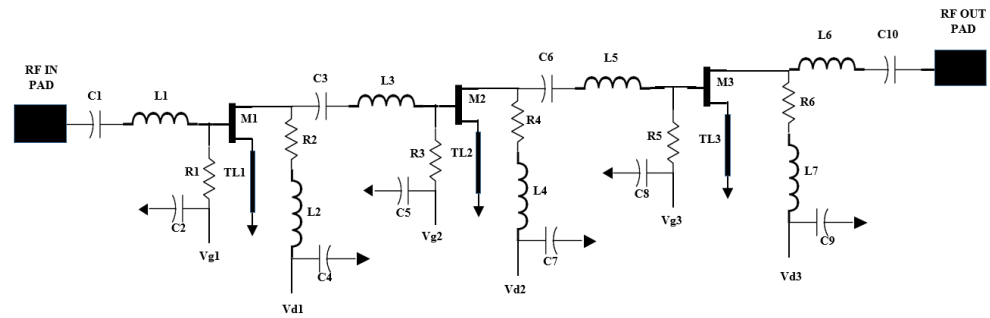 RF IN
PAD
C1
L1
R1
C2
Vg1
M1
TL1
R2
L2
C4
Vd1
C3
L3
R3
C5
Vg2
M2
TL2
R4
L4
C7
Vd2
C6
L5
R5
C8
Vg3
M3
TL3
R6
L7
C9
Vd3
L6
C10
RF OUT
PAD